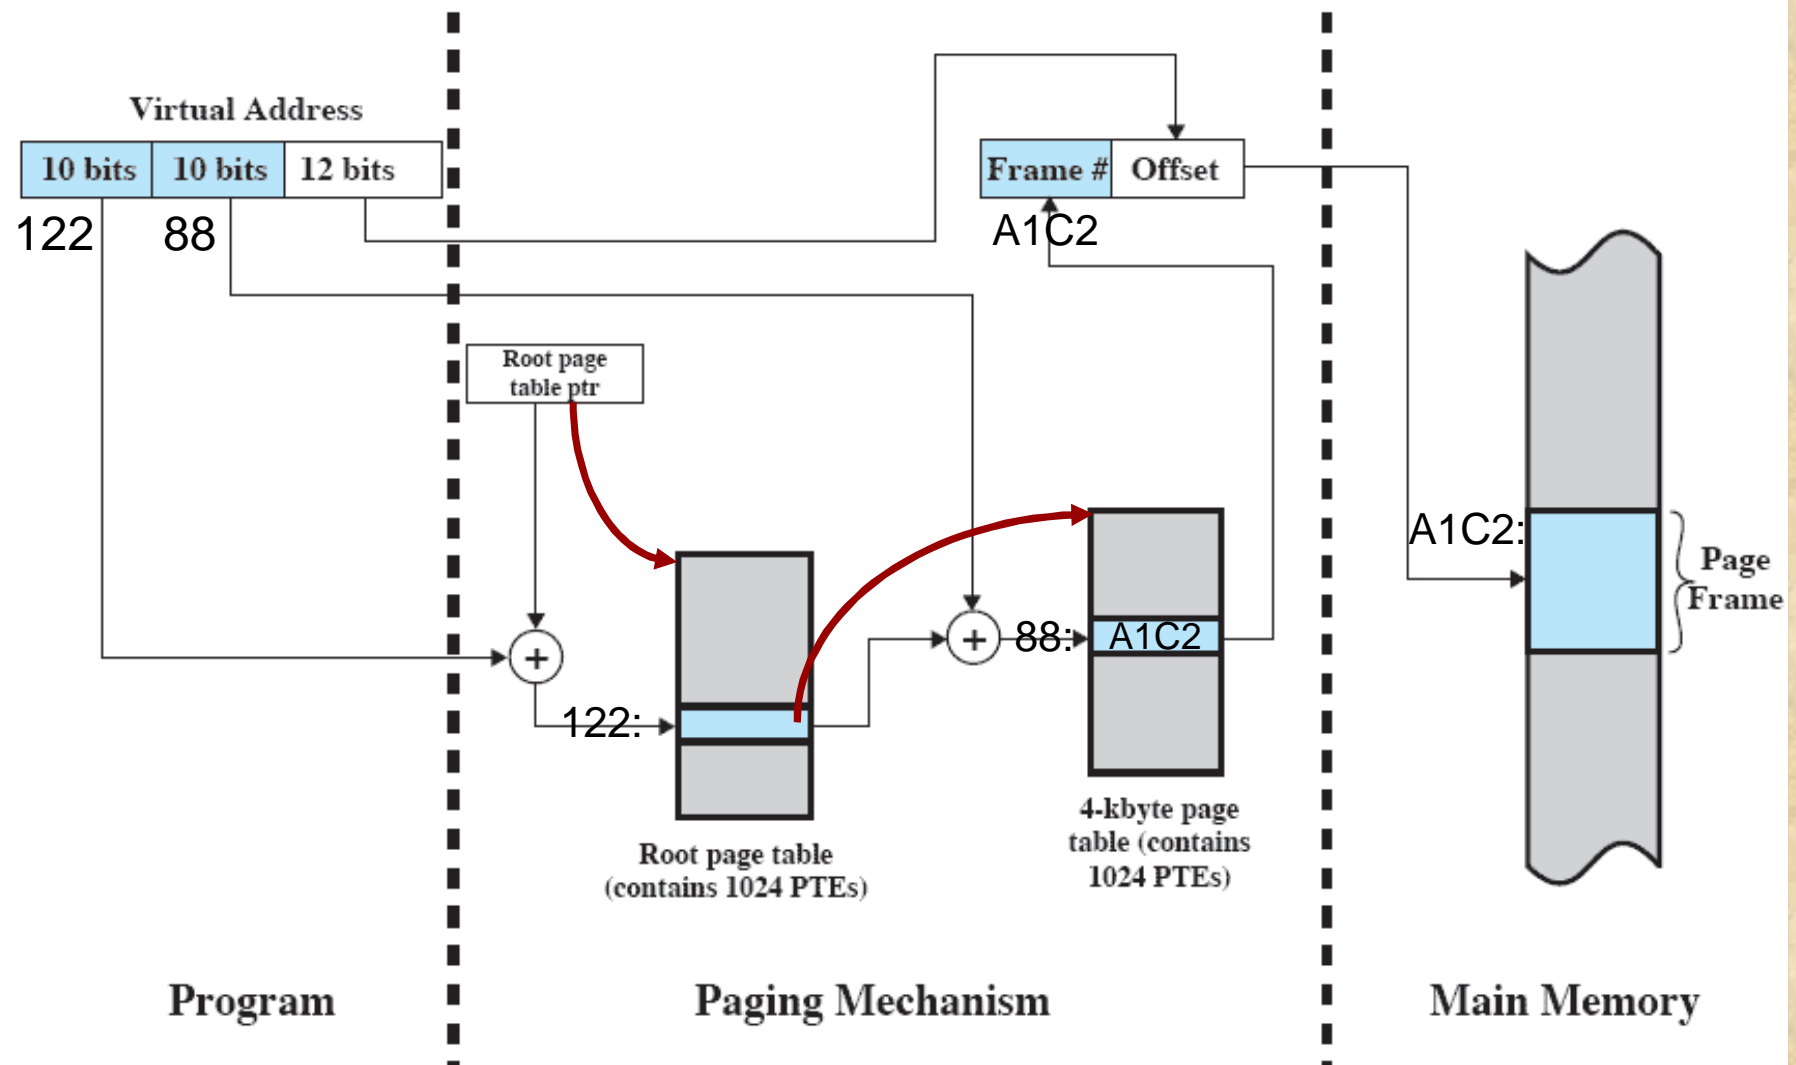 Virtual Address
10 bits 10 bits 12 bits
122 88
Frame # Offset
A1C2
Root page
table ptr
122:
88:
A1C2
A1C2:
Page
Frame
Root page table
(contains 1024 PTEs)
4-kbyte page
table (contains
1024 PTEs)
Program
Paging Mechanism
Main Memory